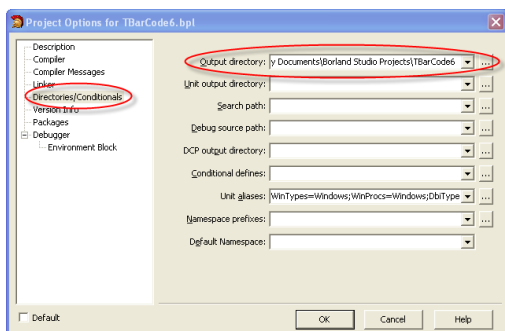 Project Options for TBarCode6.bpl
Description
Compiler
Compiler Messages
Linker
Directories/Conditionals
Version Info
Packages
Debugger
Environment Block
Output directory: y Documents\Borland Studio Projects\TBarCode6 ...
Unit output directory: ...
Search path: ...
Debug source path: ...
DCP output directory: ...
Conditional defines: ...
Unit aliases: WinTypes=Windows;WinProcs=Windows;DbiType ...
Namespace prefixes: ...
Default Namespace:
Default
OK Cancel Help